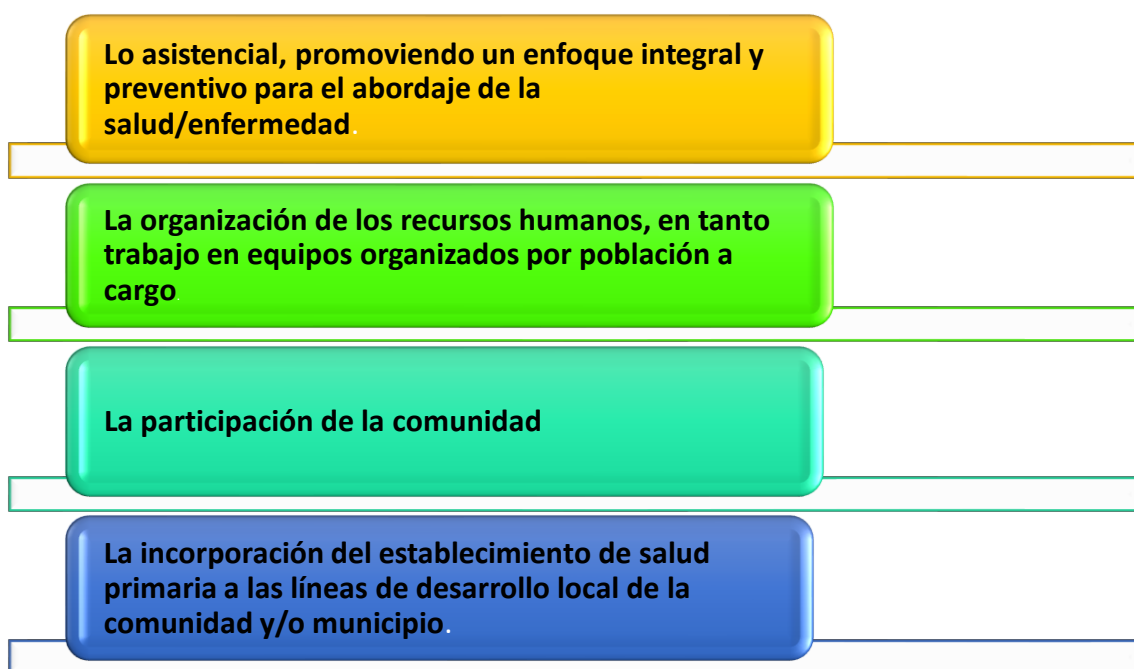 Lo asistencial, promoviendo un enfoque integral y
preventivo para el abordaje de la
salud/enfermedad.
La organización de los recursos humanos, en tanto
trabajo en equipos organizados por población a
cargo.
La participación de la comunidad
La incorporación del establecimiento de salud
primaria a las líneas de desarrollo local de la
comunidad y/o municipio.